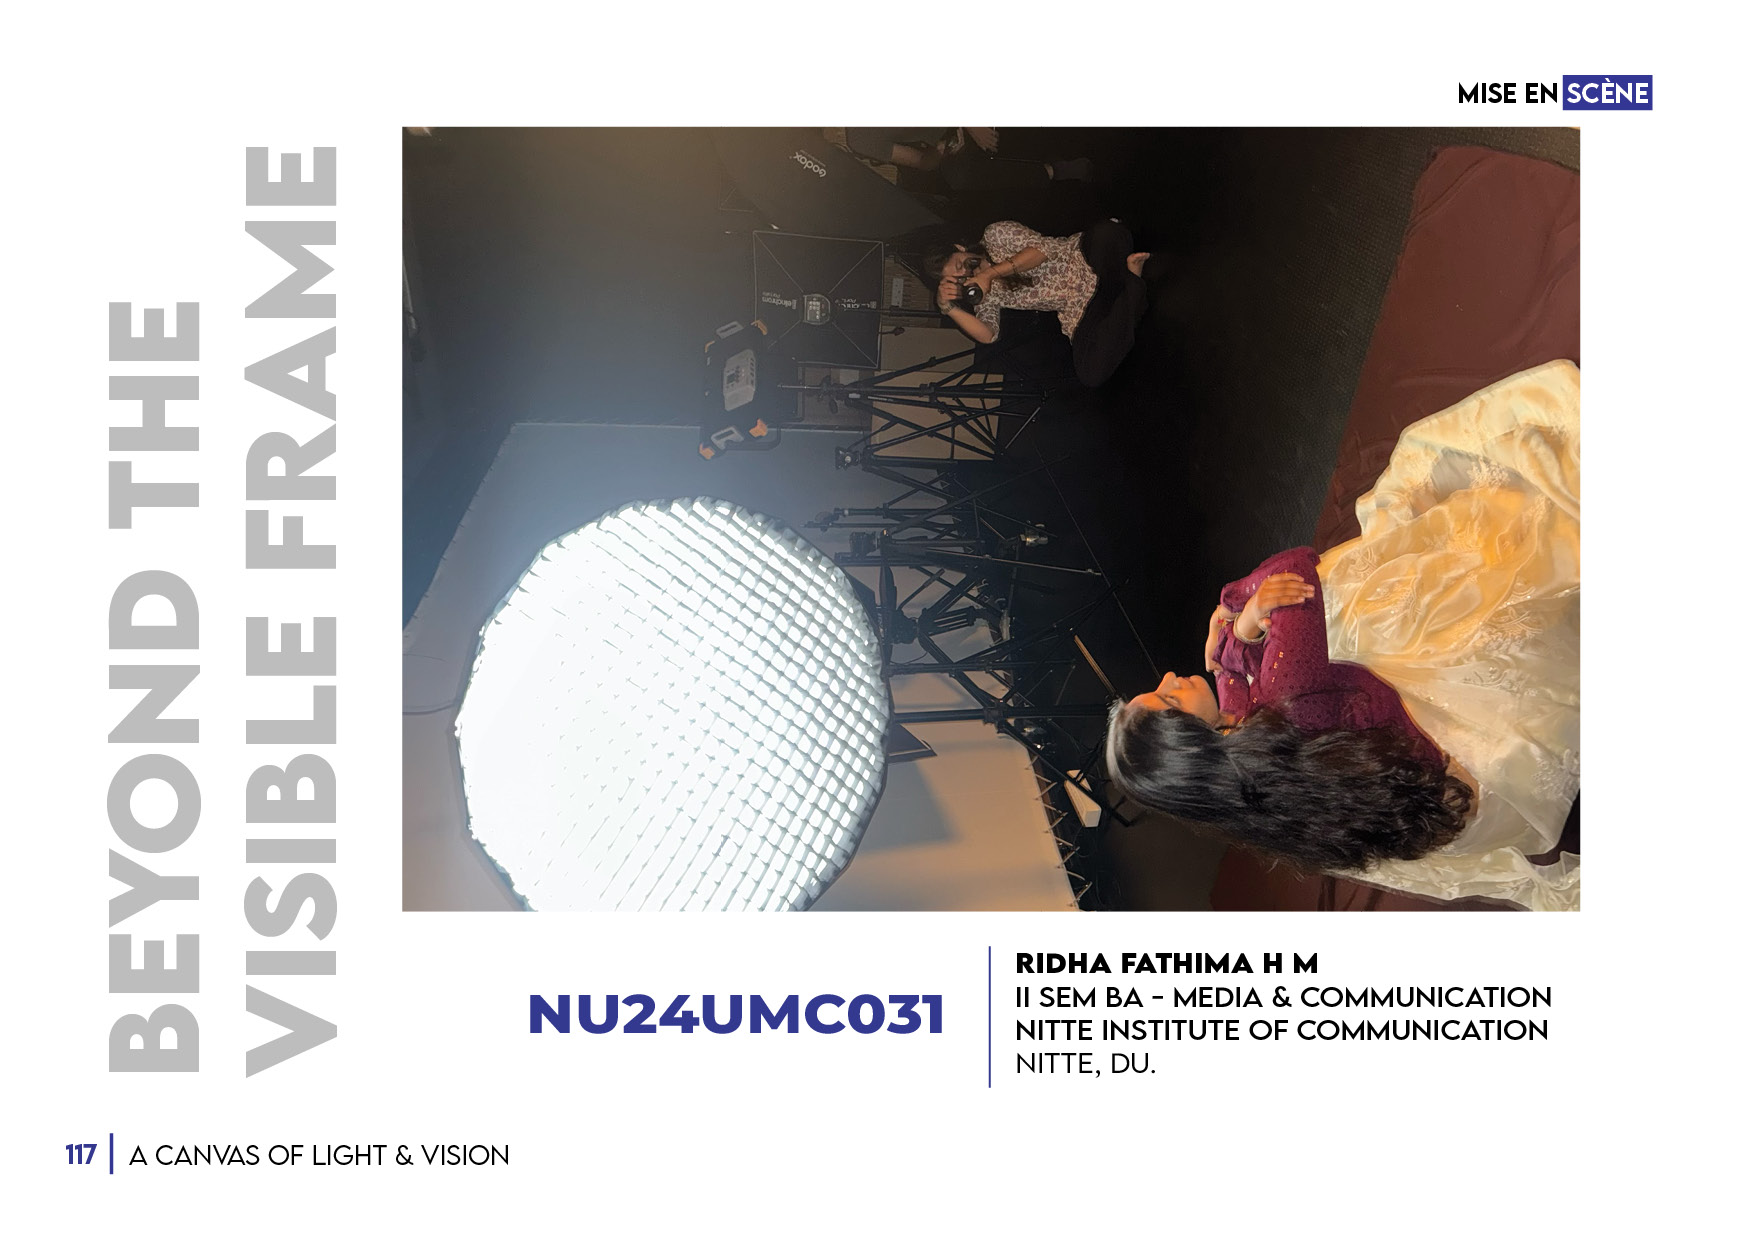 MISE EN SCÈNE
BEYOND THE
VISIBLE FRAME
Godox
NU24UMC031
RIDHA FATHIMA H M
II SEM BA - MEDIA & COMMUNICATION
NITTE INSTITUTE OF COMMUNICATION
NITTE, DU.
117
A CANVAS OF LIGHT & VISION